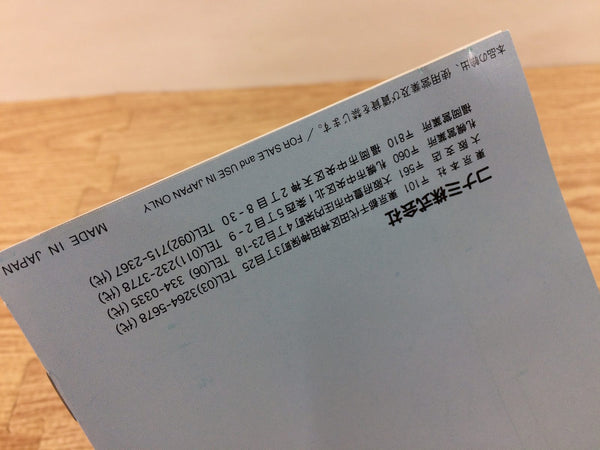 コナミ株式会社
東京本社 〒101 東京都千代田区神田神保町3丁目25 TEL(03)3264-5678(代)
大阪支店 〒561 大阪府豊中市庄内栄町4丁目23-18 TEL(06) 334-0335(代)
札幌営業所 〒060 札幌市中央区北1条西5丁目2-9 TEL(011)232-3778(代)
福岡営業所 〒810 福岡市中央区天神2丁目8-30 TEL(092)715-2367(代)
本品の輸出、使用営業及び賃貸を禁じます。/ FOR SALE and USE IN JAPAN ONLY
MADE IN JAPAN